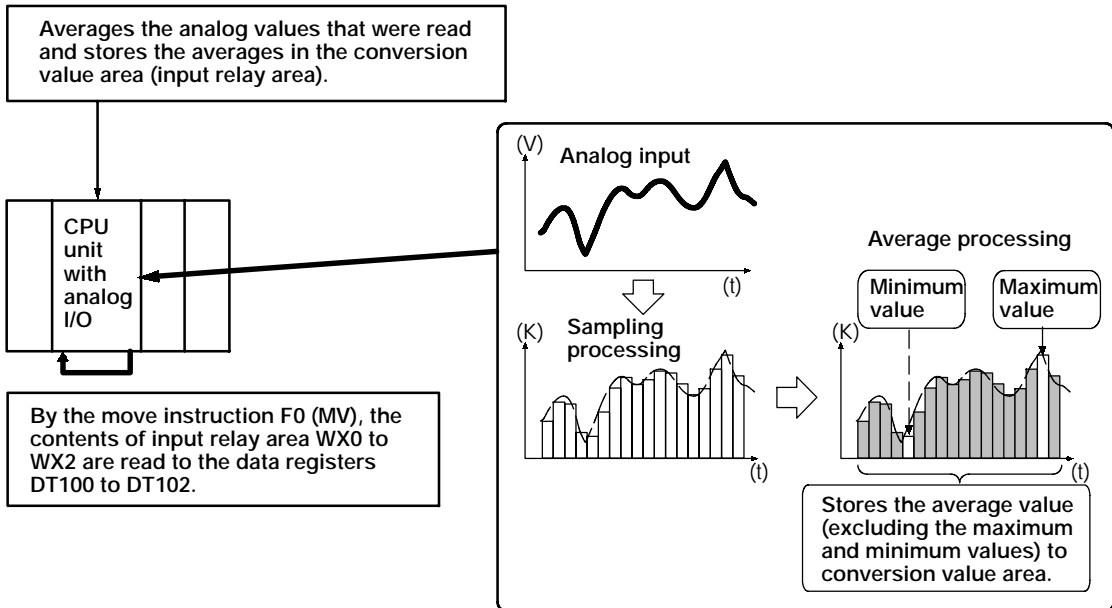 Averages the analog values that were read
and stores the averages in the conversion
value area (input relay area).
CPU
unit
with
analog
I/O
By the move instruction F0 (MV), the
contents of input relay area WX0 to
WX2 are read to the data registers
DT100 to DT102.
(V)
Analog input
(t)
(K)
Sampling
processing
(t)
Average processing
Minimum
value
Maximum
value
(K)
(t)
Stores the average value
(excluding the maximum
and minimum values) to
conversion value area.